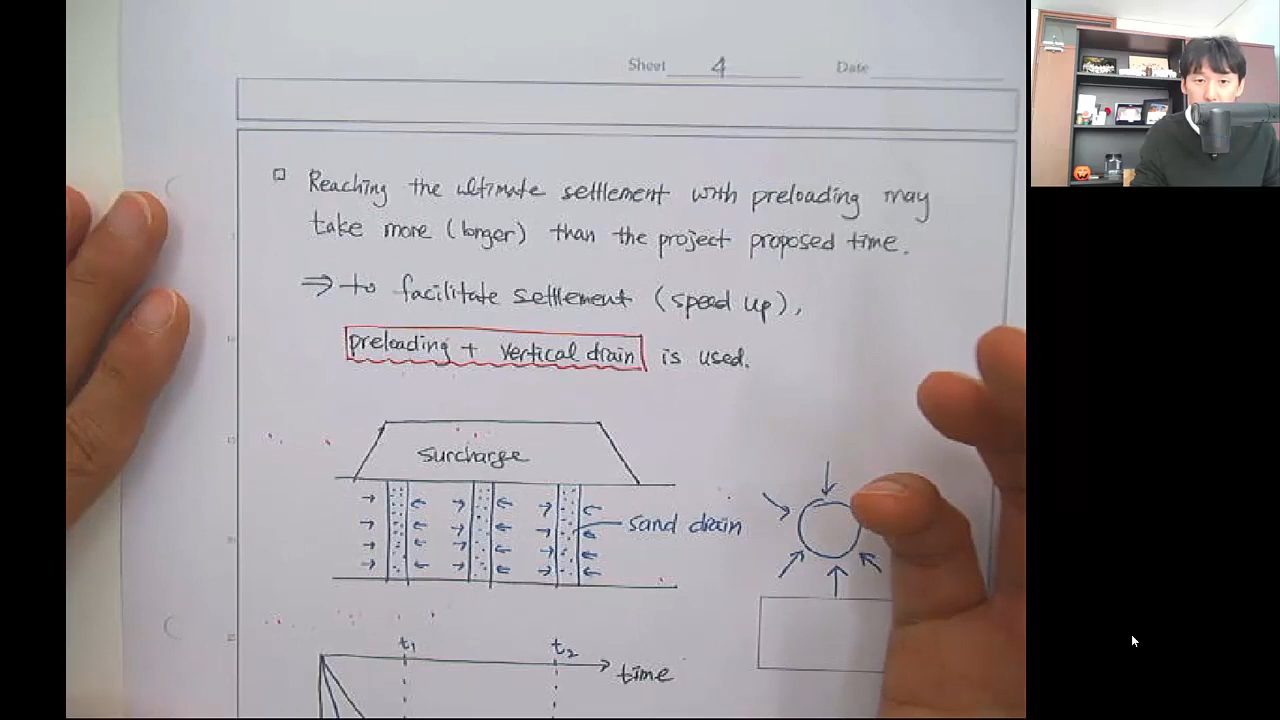 Sheet 4 Date
Reaching the ultimate settlement with preloading may
take more (longer) than the project proposed time.
⇒ to facilitate settlement (speed up),
preloading + vertical drain is used.
surcharge
sand drain
t₁ t₂
time